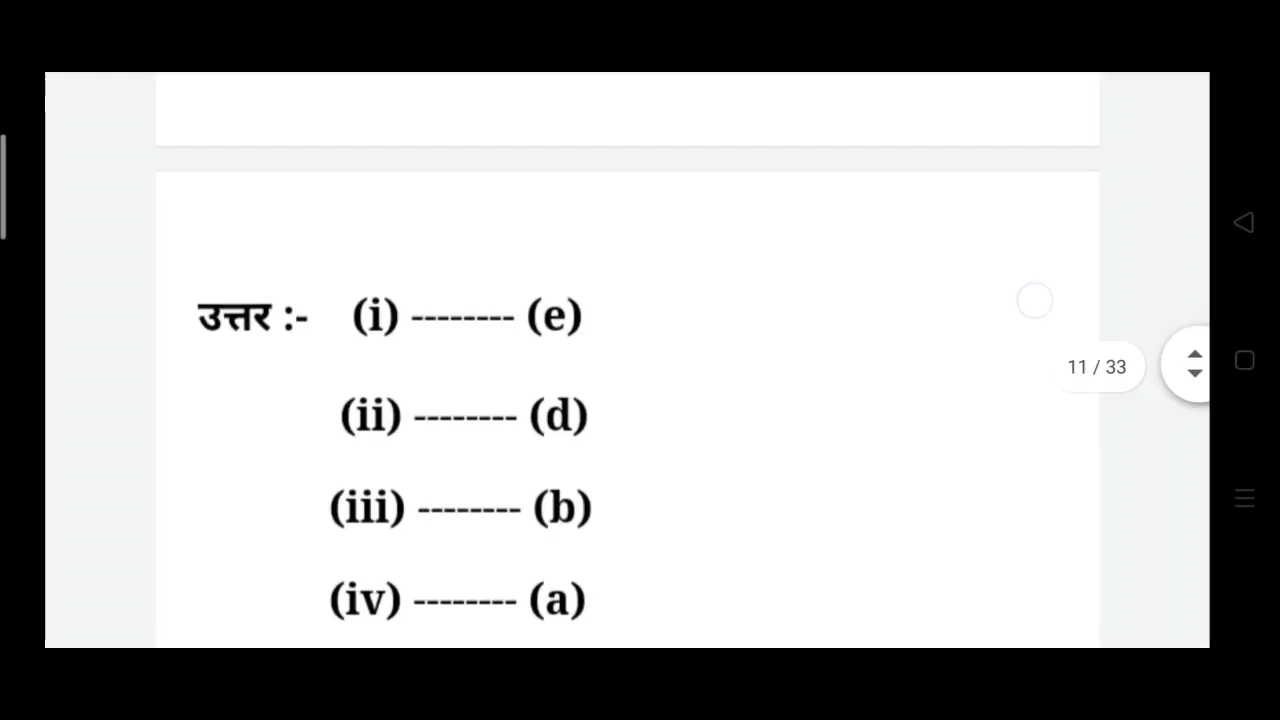 उत्तर :- (i) -------- (e)
11 / 33
(ii) -------- (d)
(iii) -------- (b)
(iv) -------- (a)